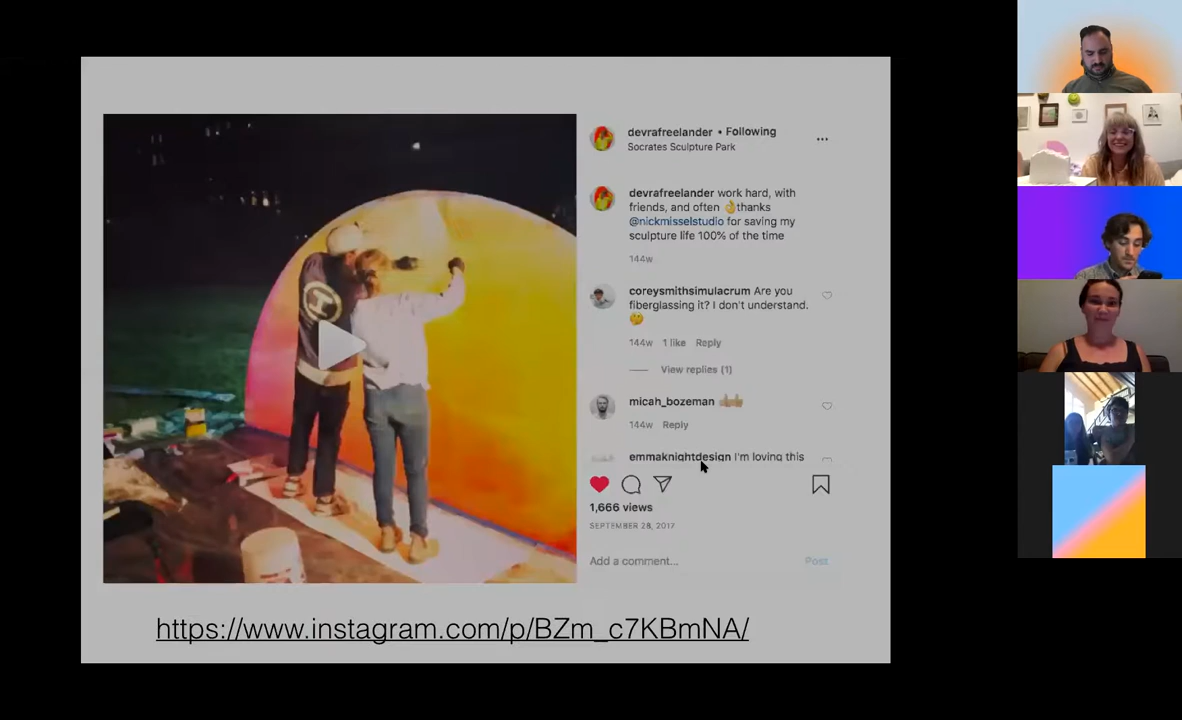 devrafreelander • Following
Socrates Sculpture Park
devrafreelander work hard, with
friends, and often 👌thanks
@nickmisselstudio for saving my
sculpture life 100% of the time
144w
coreysmithsimulacrum Are you
fiberglassing it? I don't understand.
🤔
144w 1 like Reply
View replies (1)
micah_bozeman 👍🏼👍🏼
144w Reply
emmaknightdesign I'm loving this
1,666 views
SEPTEMBER 28, 2017
Add a comment... Post
https://www.instagram.com/p/BZm_c7KBmNA/